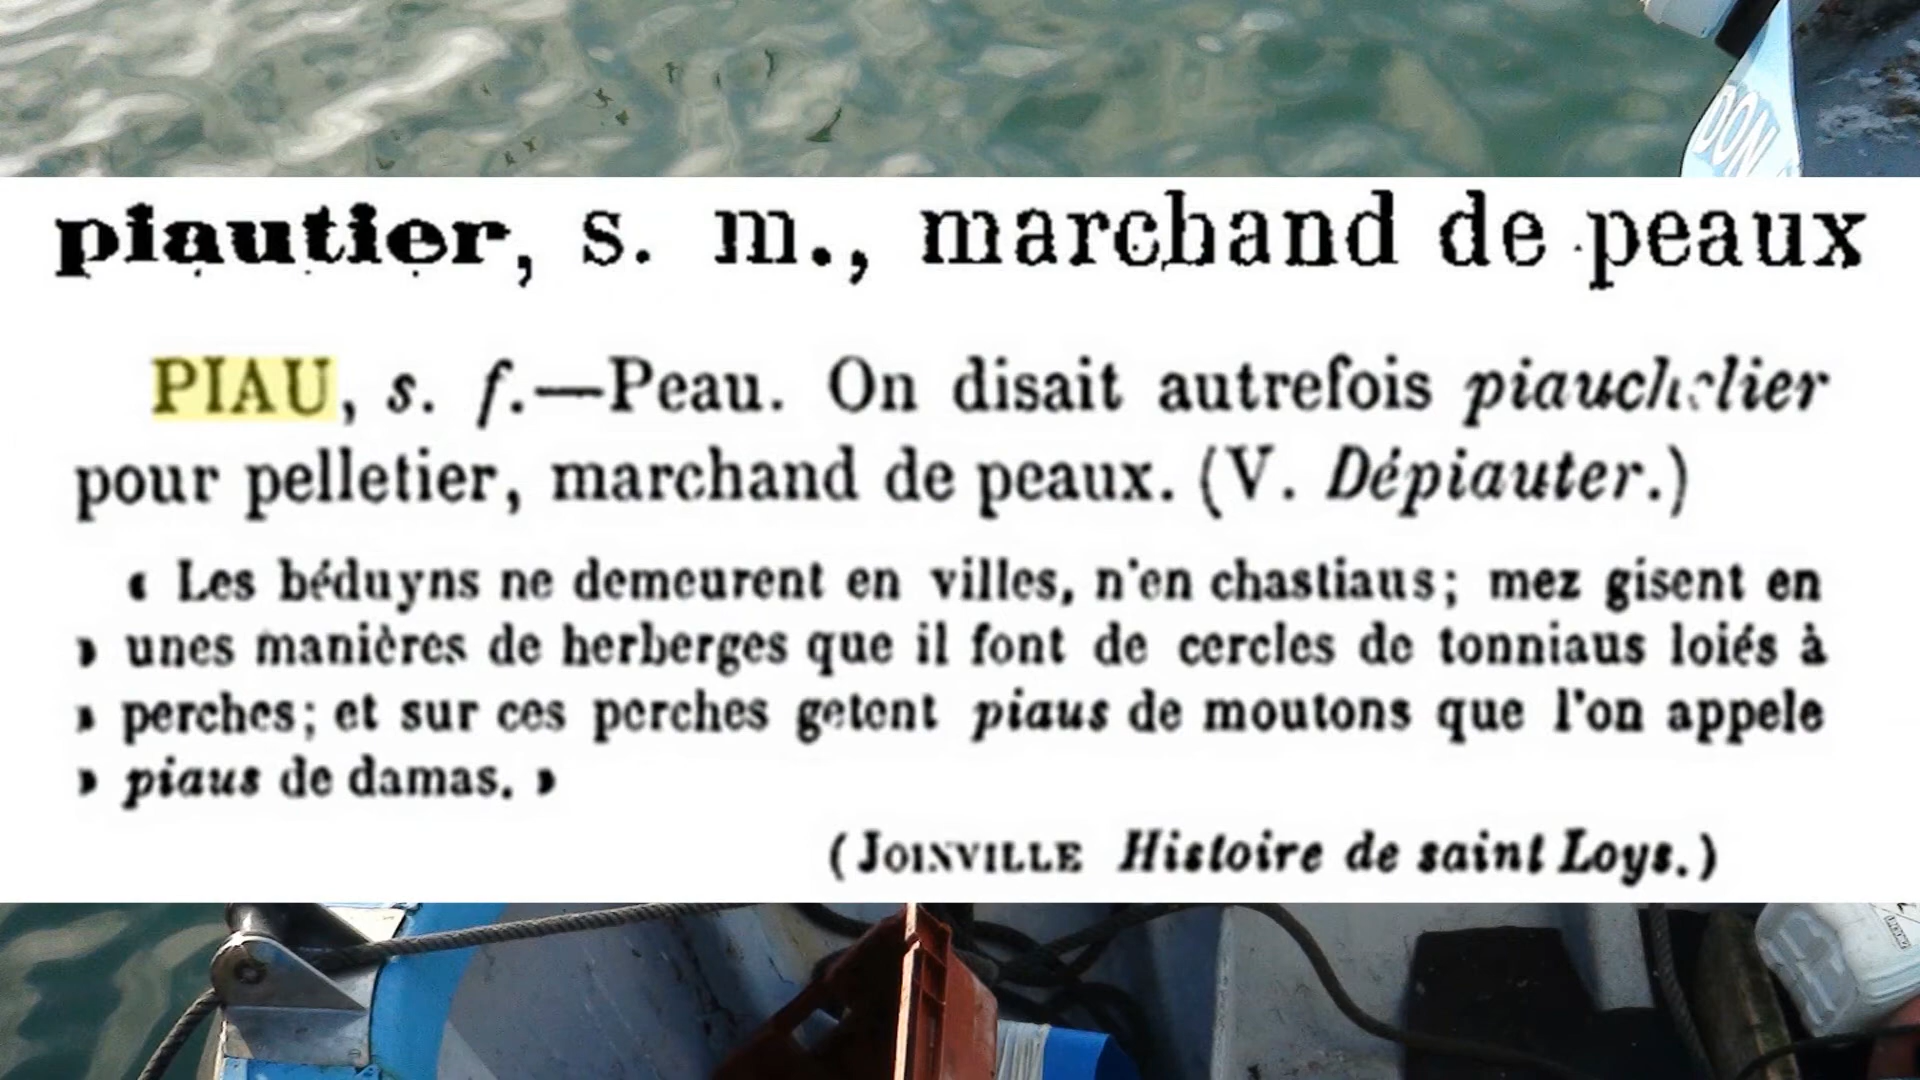 DON
piautier, s. m., marchand de peaux
PIAU, s. f.—Peau. On disait autrefois piauchelier
pour pelletier, marchand de peaux. (V. Dépiauter.)
« Les béduyns ne demeurent en villes, n'en chastiaus; mez gisent en
» unes manières de herberges que il font de cercles de tonniaus loiés à
» perches; et sur ces perches getent piaus de moutons que l'on appele
» piaus de damas. »
(JOINVILLE Histoire de saint Loys.)